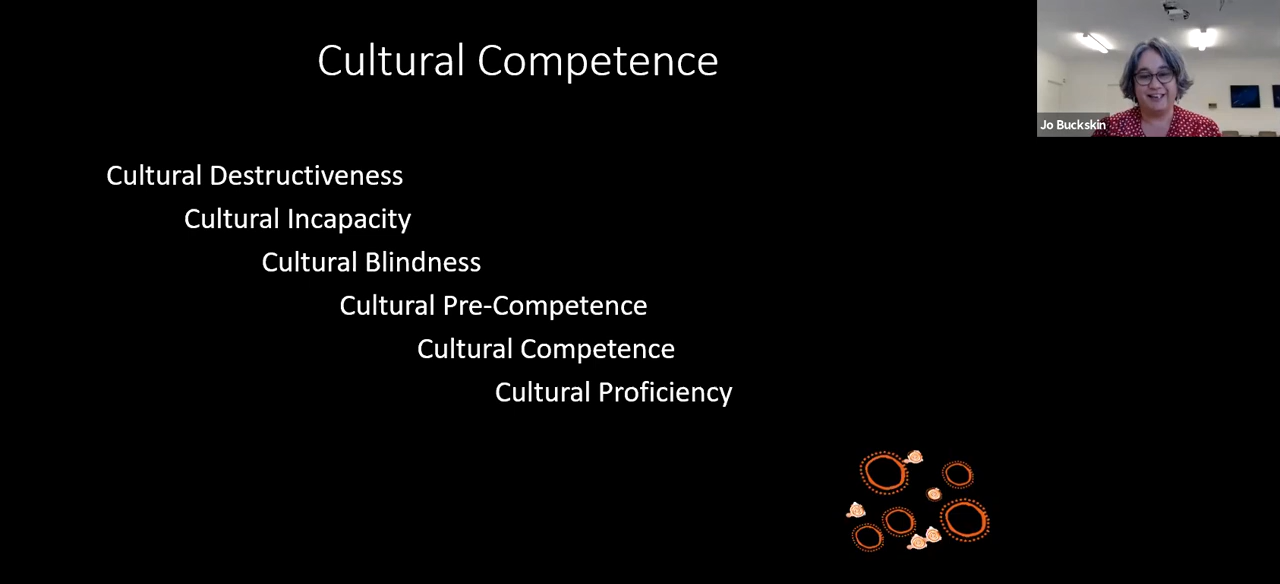 Cultural Competence
Jo Buckskin
Cultural Destructiveness
Cultural Incapacity
Cultural Blindness
Cultural Pre-Competence
Cultural Competence
Cultural Proficiency